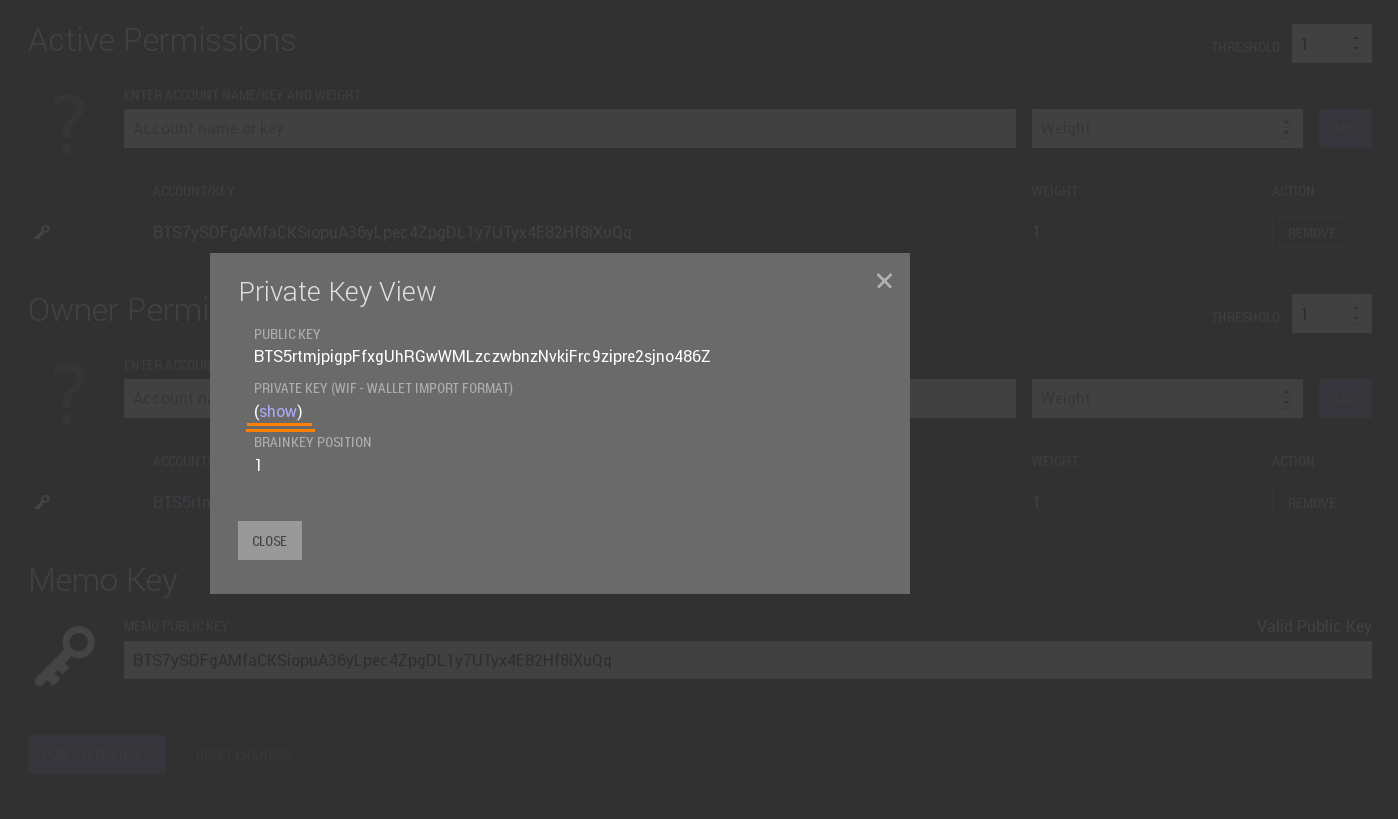 Active Permissions
THRESHOLD
1
ENTER ACCOUNT NAME/KEY AND WEIGHT
?
Account name or key
Weight
ADD
ACCOUNT/KEY
WEIGHT
ACTION
BTS7ySDFgAMfaCKSiopuA36yLpec4ZpgDL1y7UTyx4E82Hf8iXuQq
1
REMOVE
Private Key View
PUBLIC KEY
BTS5rtmjpigpFfxgUhRGwWMLzczwbnzNvkiFrc9zipre2sjno486Z
PRIVATE KEY (WIF - WALLET IMPORT FORMAT)
(show)
BRAINKEY POSITION
1
CLOSE
Owner Permi
THRESHOLD
1
ENTER ACCOUN
?
Account na
Weight
ADD
ACCOUNT/
WEIGHT
ACTION
BTS5rtn
1
REMOVE
Memo Key
MEMO PUBLIC KEY
Valid Public Key
BTS7ySDFgAMfaCKSiopuA36yLpec4ZpgDL1y7UTyx4E82Hf8iXuQq
PUBLISH CHANGES
RESET CHANGES